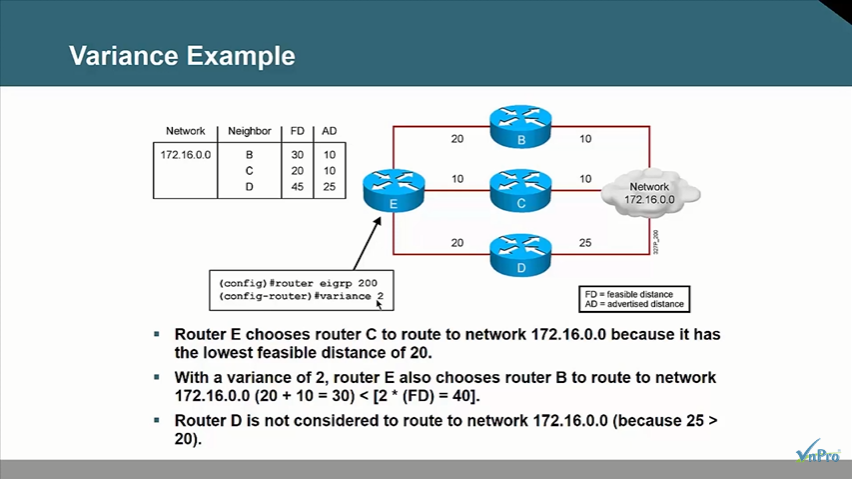 Variance Example
Network Neighbor FD AD
172.16.0.0 B 30 10
C 20 10
D 45 25
20 B 10
10 C 10
E
20 D 25
Network
172.16.0.0
327P_200
(config)#router eigrp 200
(config-router)#variance 2
FD = feasible distance
AD = advertised distance
Router E chooses router C to route to network 172.16.0.0 because it has
the lowest feasible distance of 20.
With a variance of 2, router E also chooses router B to route to network
172.16.0.0 (20 + 10 = 30) < [2 * (FD) = 40].
Router D is not considered to route to network 172.16.0.0 (because 25 >
20).
VnPro